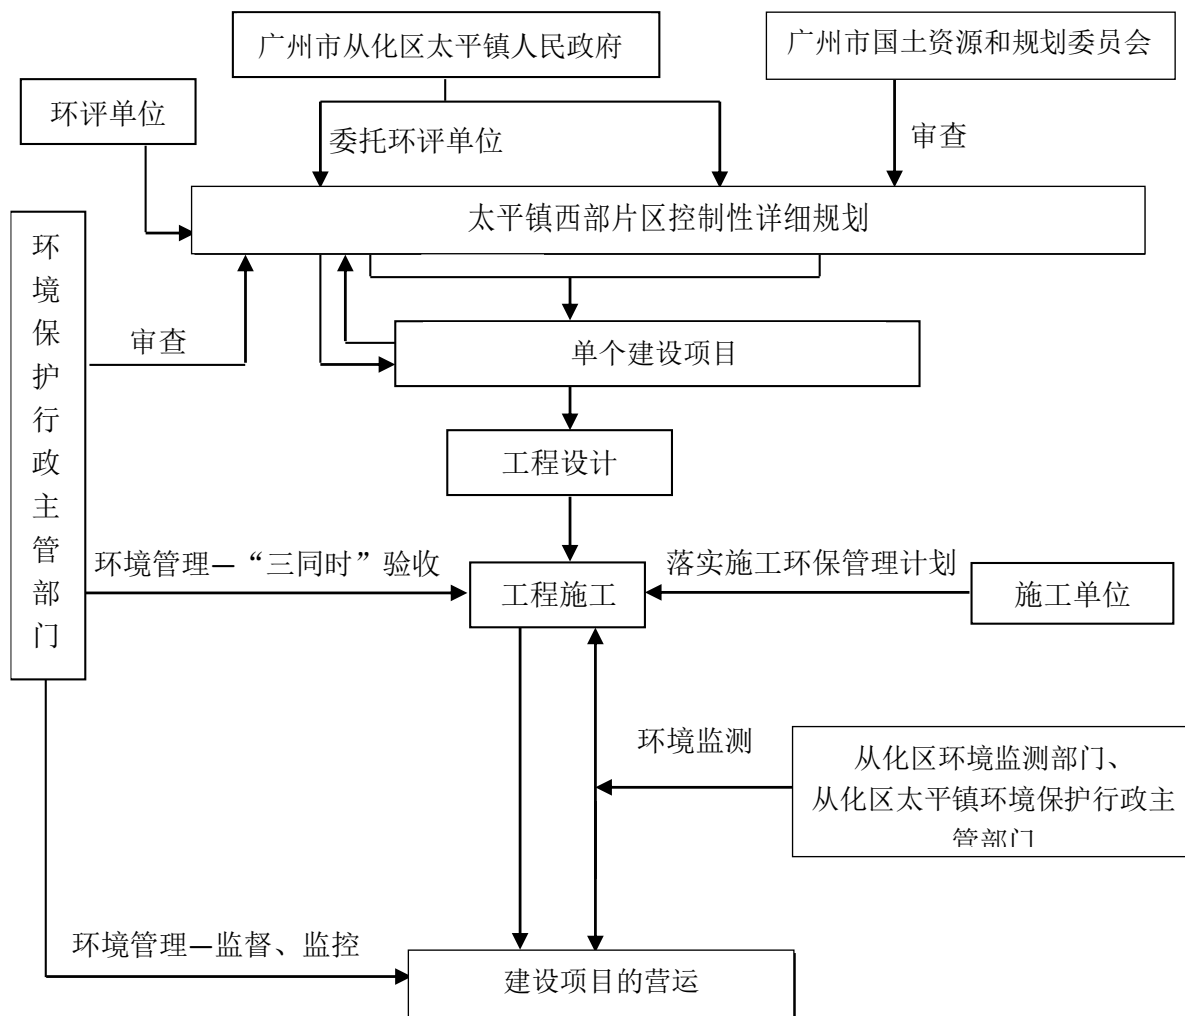 广州市从化区太平镇人民政府
广州市国土资源和规划委员会
环评单位
委托环评单位
审查
太平镇西部片区控制性详细规划
环境保护行政主管部门
审查
单个建设项目
工程设计
环境管理—“三同时”验收
落实施工环保管理计划
工程施工
施工单位
环境监测
从化区环境监测部门、
从化区太平镇环境保护行政主
管部门
环境管理—监督、监控
建设项目的营运